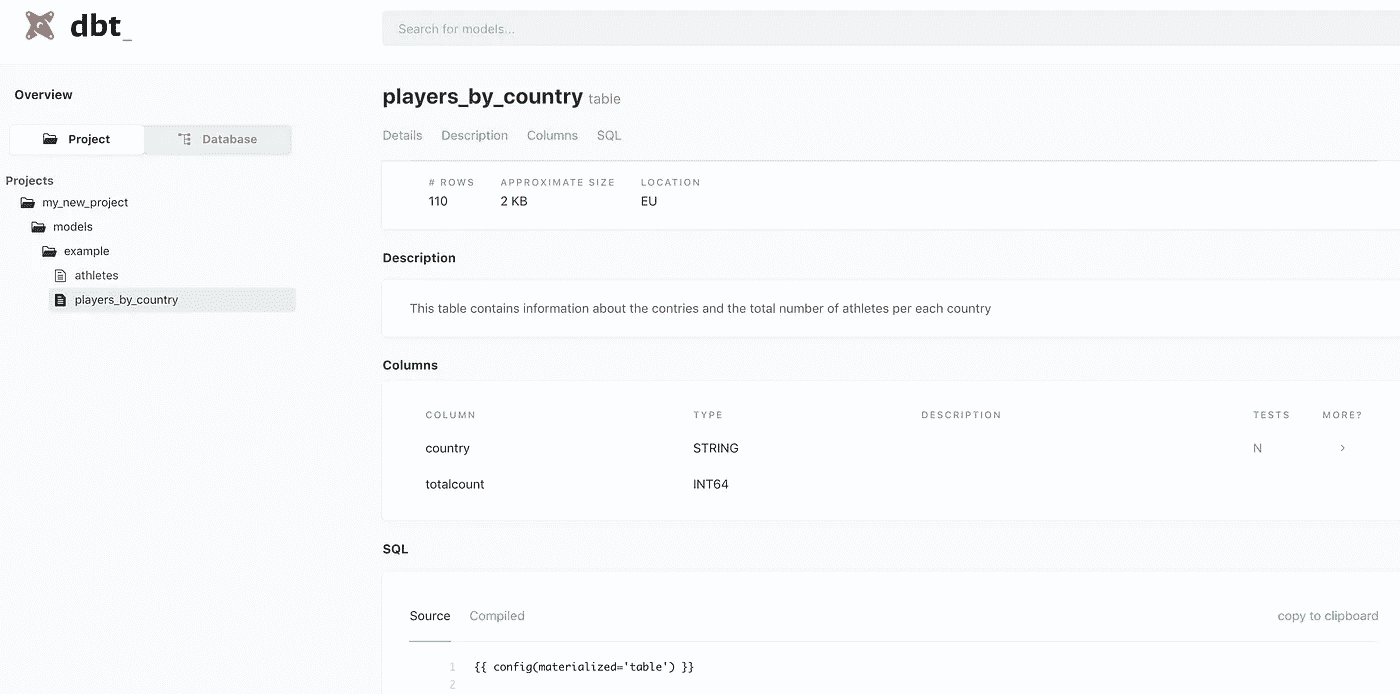 dbt_
Search for models...
Overview
Project Database
Projects
my_new_project
models
example
athletes
players_by_country
players_by_country table
Details Description Columns SQL
# ROWS APPROXIMATE SIZE LOCATION
110 2 KB EU
Description
This table contains information about the contries and the total number of athletes per each country
Columns
COLUMN TYPE DESCRIPTION TESTS MORE?
country STRING N >
totalcount INT64
SQL
Source Compiled copy to clipboard
1 {{ config(materialized='table') }}
2